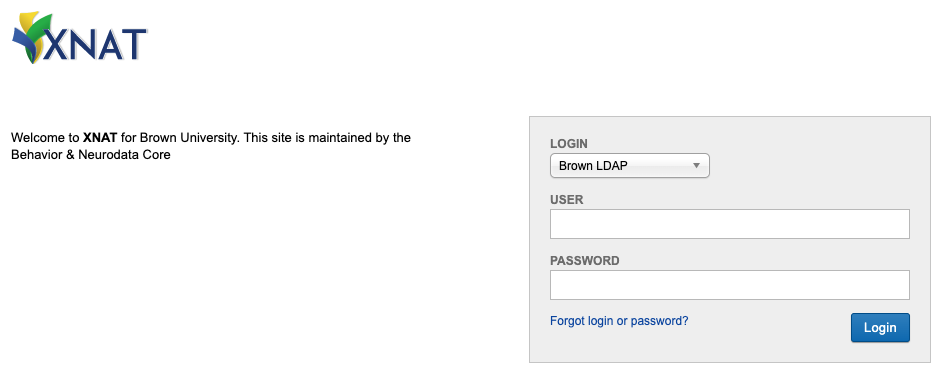 XNAT
Welcome to XNAT for Brown University. This site is maintained by the
Behavior & Neurodata Core
LOGIN
Brown LDAP
USER
PASSWORD
Forgot login or password?
Login